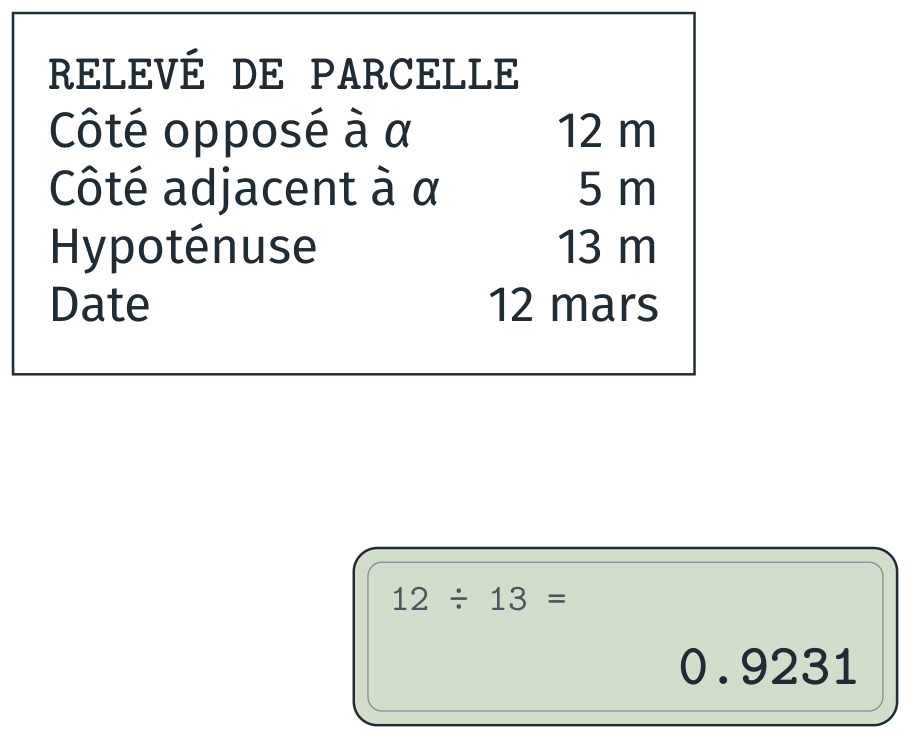 RELEVÉ DE PARCELLE
Côté opposé à α 12 m
Côté adjacent à α 5 m
Hypoténuse 13 m
Date 12 mars
12 ÷ 13 =
0.9231